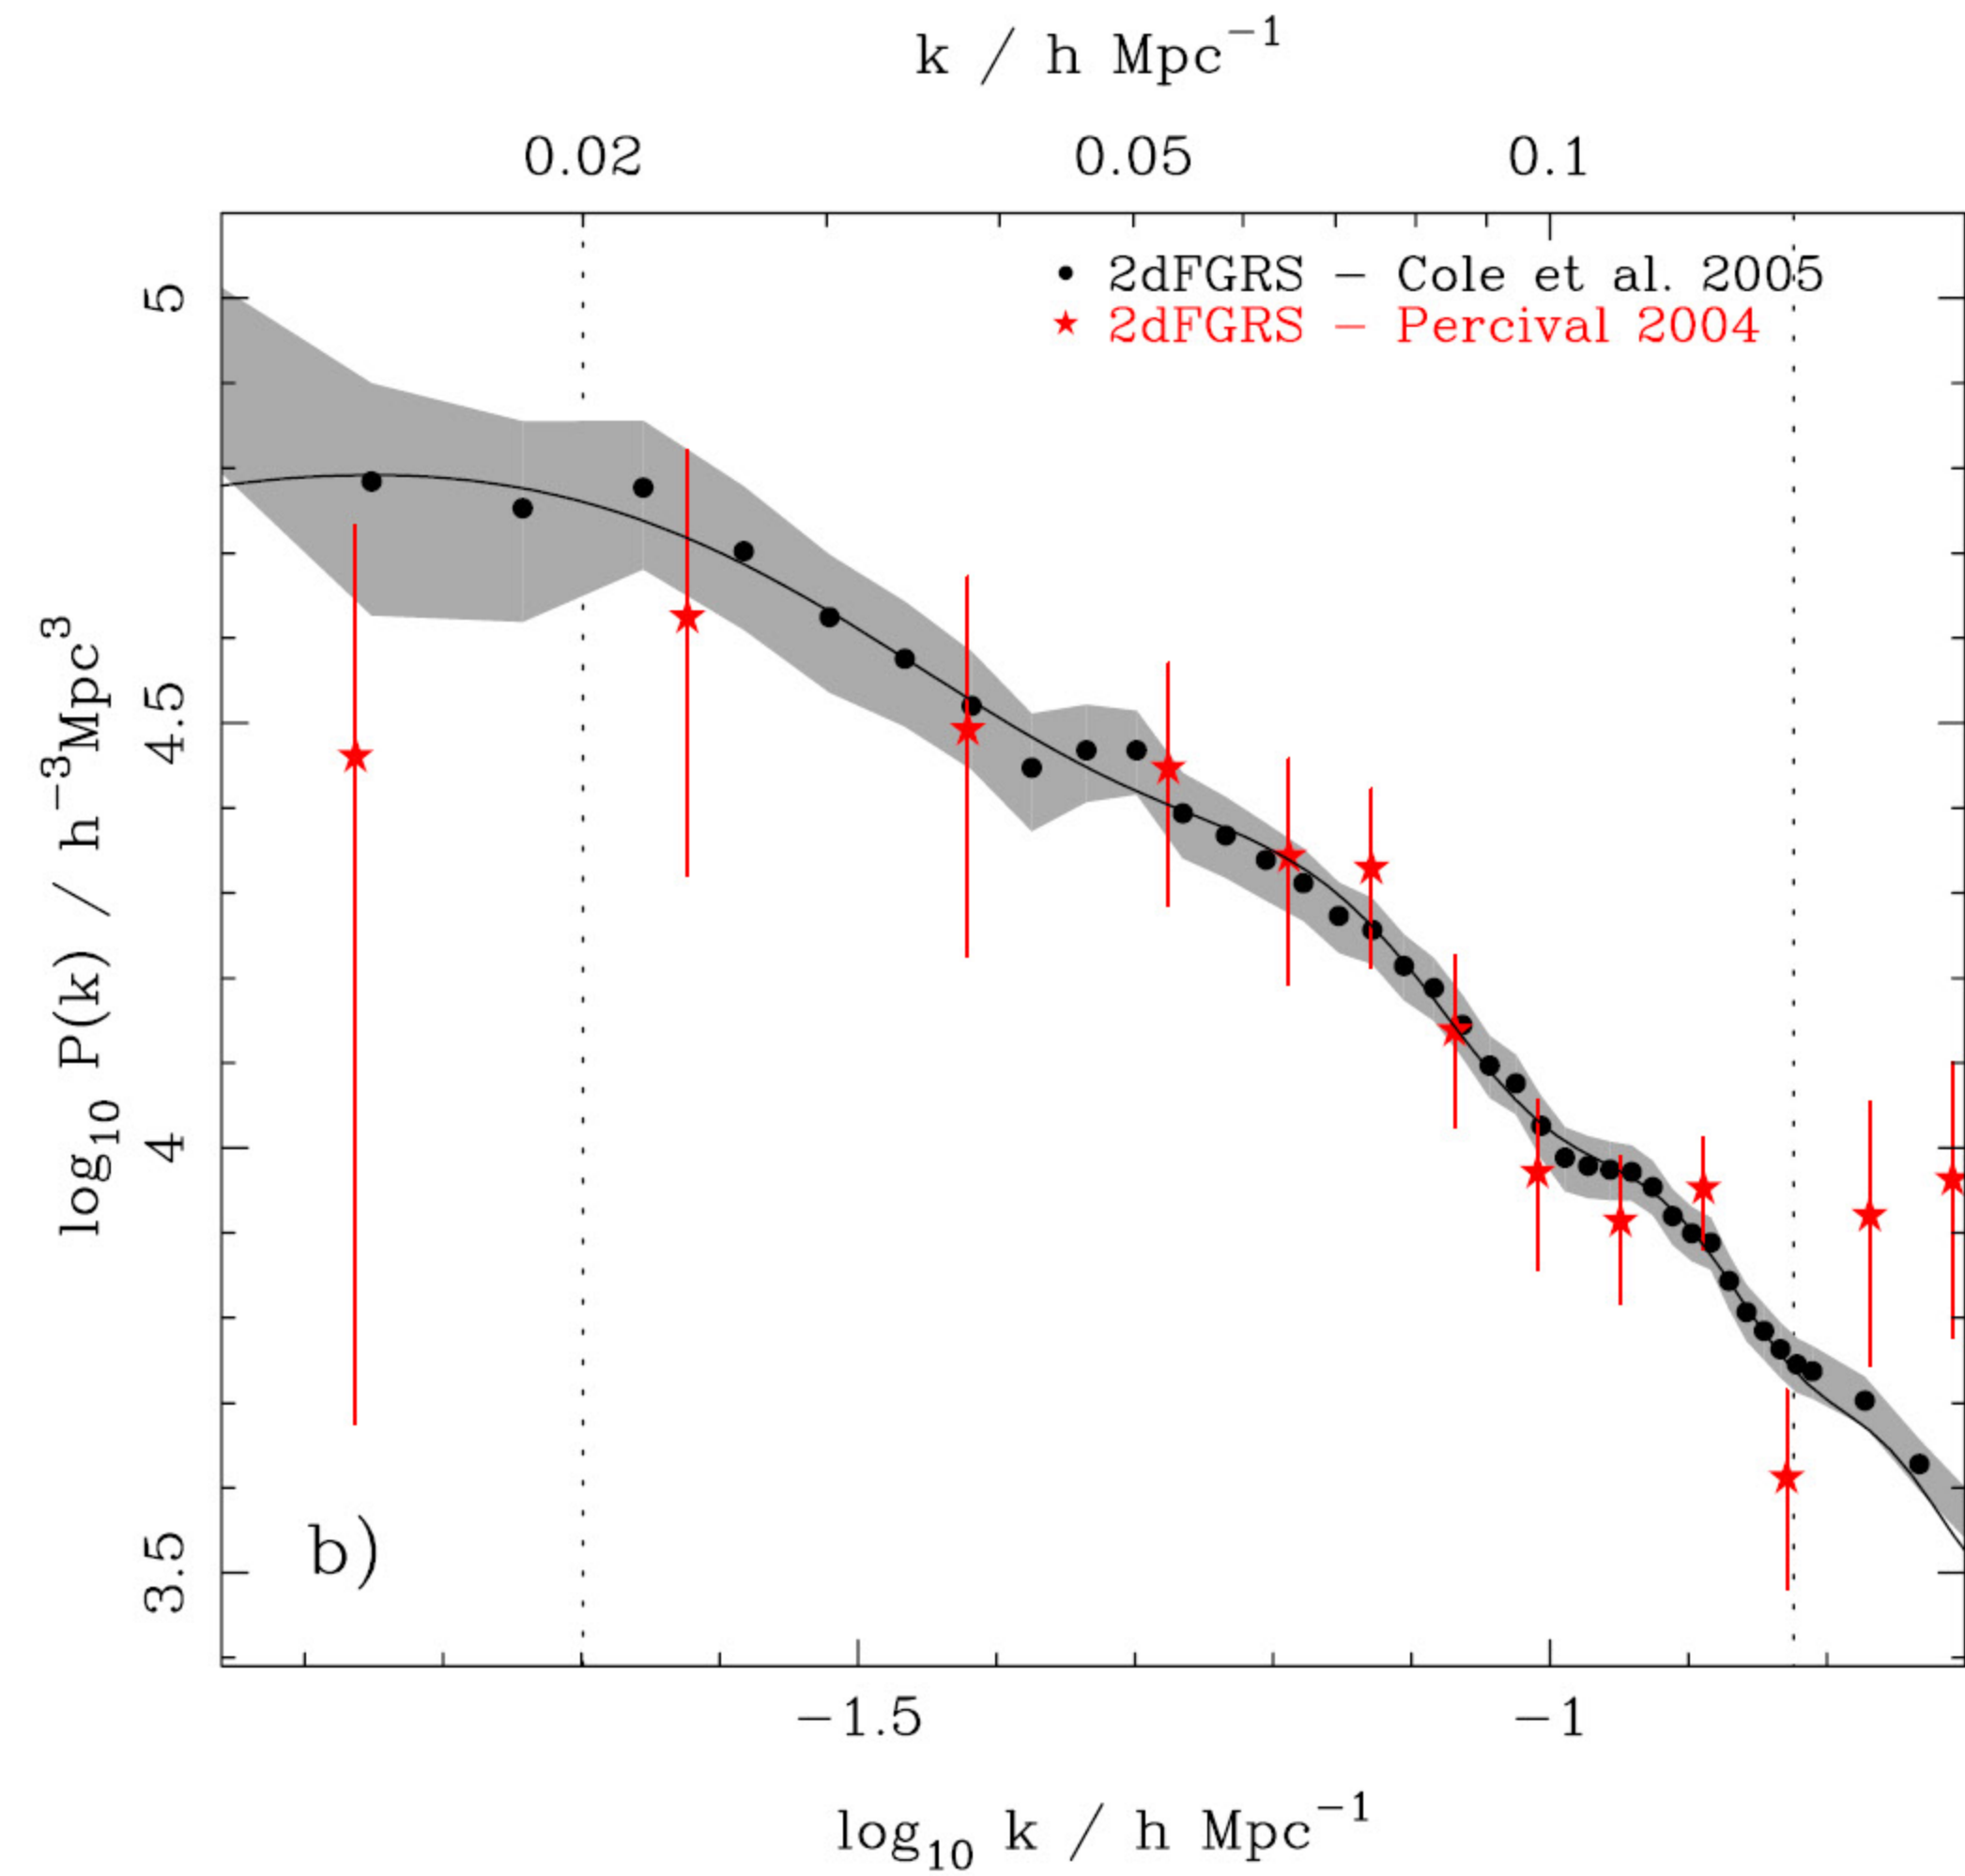 k / h Mpc⁻¹
0.02 0.05 0.1
2dFGRS – Cole et al. 2005
2dFGRS – Percival 2004
5
4.5
4
3.5
log₁₀ P(k) / h⁻³Mpc³
b)
−1.5 −1
log₁₀ k / h Mpc⁻¹